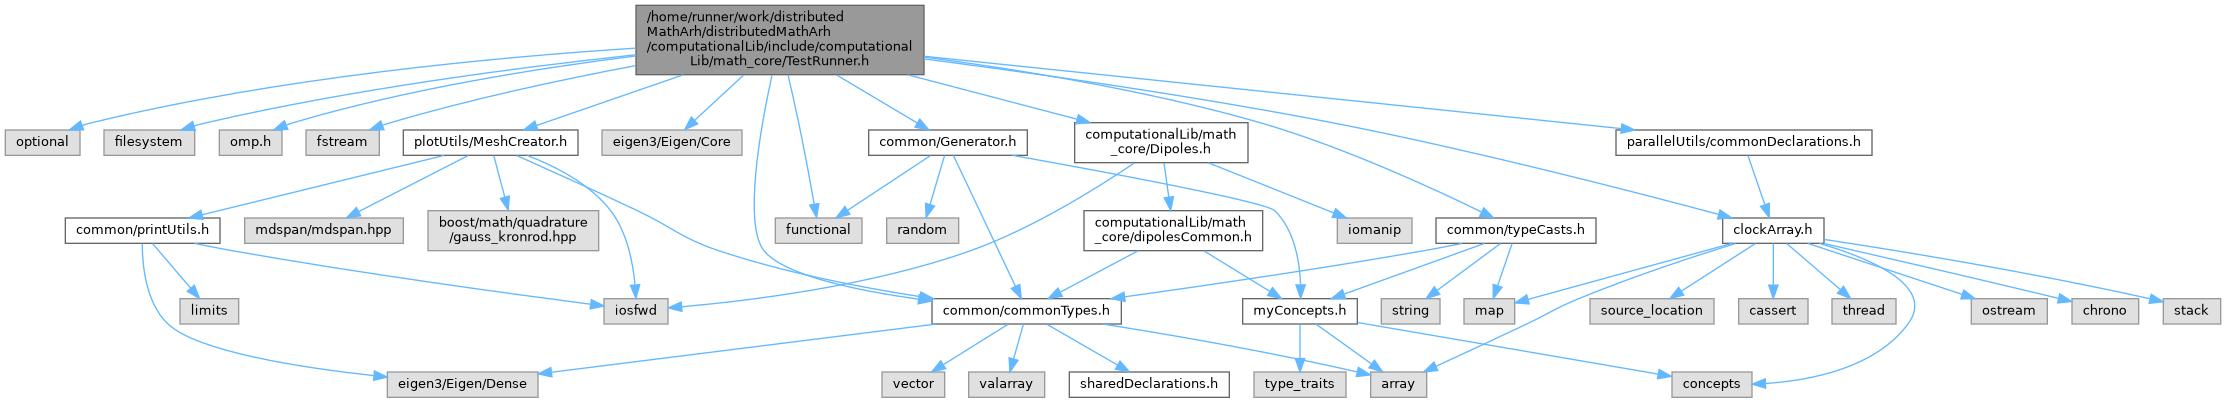 /home/runner/work/distributed
MathArh/distributedMathArh
/computationalLib/include/computational
Lib/math_core/TestRunner.h
optional
filesystem
omp.h
fstream
plotUtils/MeshCreator.h
eigen3/Eigen/Core
common/Generator.h
computationalLib/math
_core/Dipoles.h
parallelUtils/commonDeclarations.h
common/printUtils.h
mdspan/mdspan.hpp
boost/math/quadrature
/gauss_kronrod.hpp
functional
random
computationalLib/math
_core/dipolesCommon.h
iomanip
common/typeCasts.h
clockArray.h
limits
iosfwd
common/commonTypes.h
myConcepts.h
string
map
source_location
cassert
thread
ostream
chrono
stack
eigen3/Eigen/Dense
vector
valarray
sharedDeclarations.h
type_traits
array
concepts